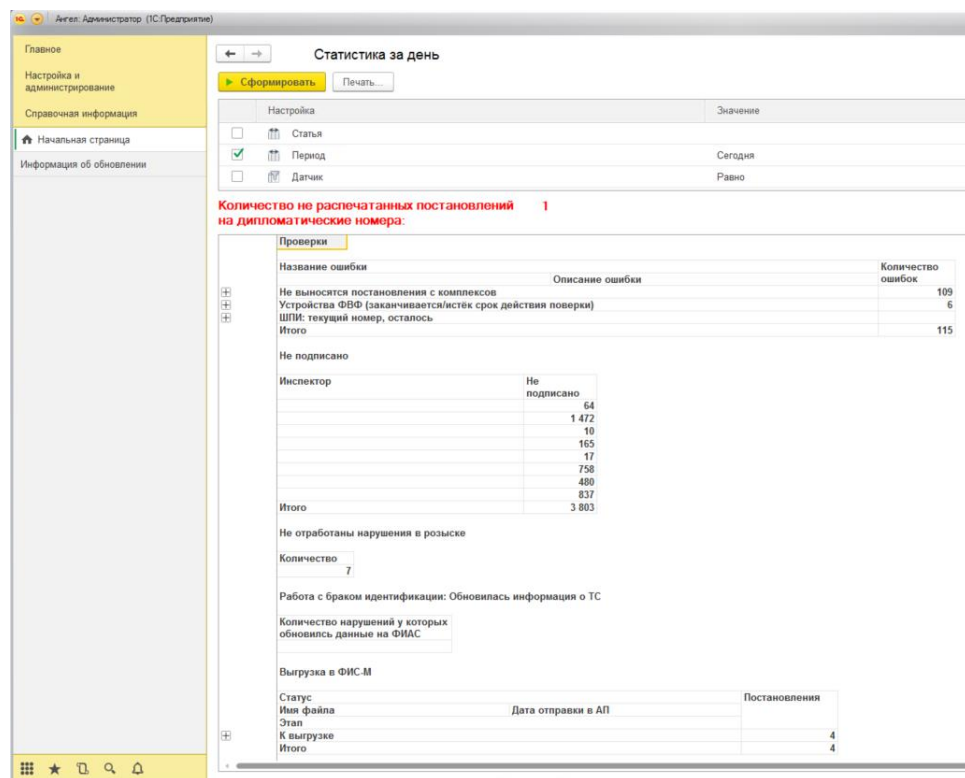 1С Ангел: Администратор (1С:Предприятие)
Главное
Настройка и
администрирование
Справочная информация
Начальная страница
Информация об обновлении
Статистика за день
Сформировать Печать...
Настройка Значение
Статья
Период Сегодня
Датчик Равно
Количество не распечатанных постановлений 1
на дипломатические номера:
Проверки
Название ошибки Количество
Описание ошибки ошибок
Не выносятся постановления с комплексов 109
Устройства ФВФ (заканчивается/истёк срок действия поверки) 6
ШПИ: текущий номер, осталось
Итого 115
Не подписано
Инспектор Не
подписано
64
1 472
10
165
17
758
480
837
Итого 3 803
Не отработаны нарушения в розыске
Количество
7
Работа с браком идентификации: Обновилась информация о ТС
Количество нарушений у которых
обновилсь данные на ФИАС
Выгрузка в ФИС-М
Статус Постановления
Имя файла Дата отправки в АП
Этап
К выгрузке 4
Итого 4